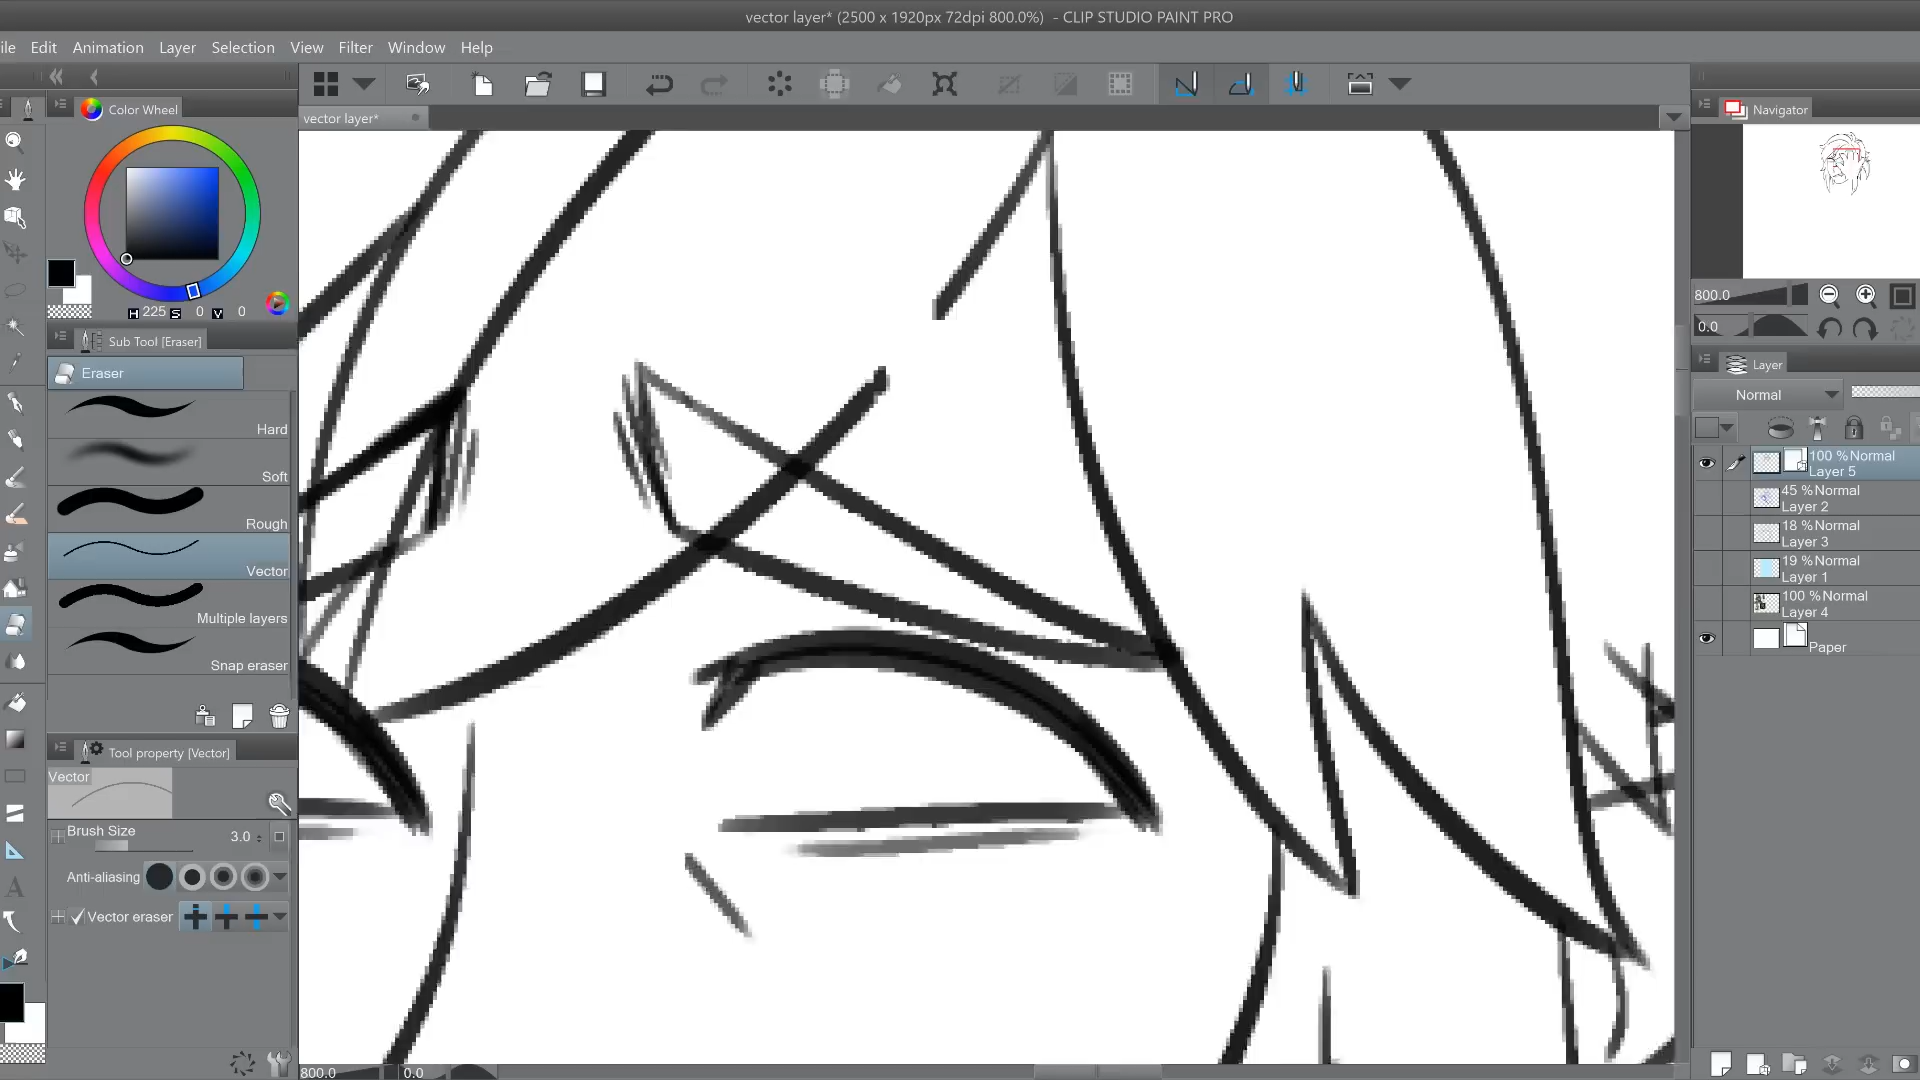 vector layer* (2500 x 1920px 72dpi 800.0%) - CLIP STUDIO PAINT PRO
ile Edit Animation Layer Selection View Filter Window Help
Color Wheel
vector layer*
Navigator
H 225 S 0 V 0
800.0
0.0
Sub Tool [Eraser]
Eraser
Hard
Soft
Rough
Vector
Multiple layers
Snap eraser
Layer
Normal
100 %Normal
Layer 5
45 %Normal
Layer 2
18 %Normal
Layer 3
19 %Normal
Layer 1
100 %Normal
Layer 4
Paper
Tool property [Vector]
Vector
Brush Size 3.0
Anti-aliasing
Vector eraser
A
800.0 0.0